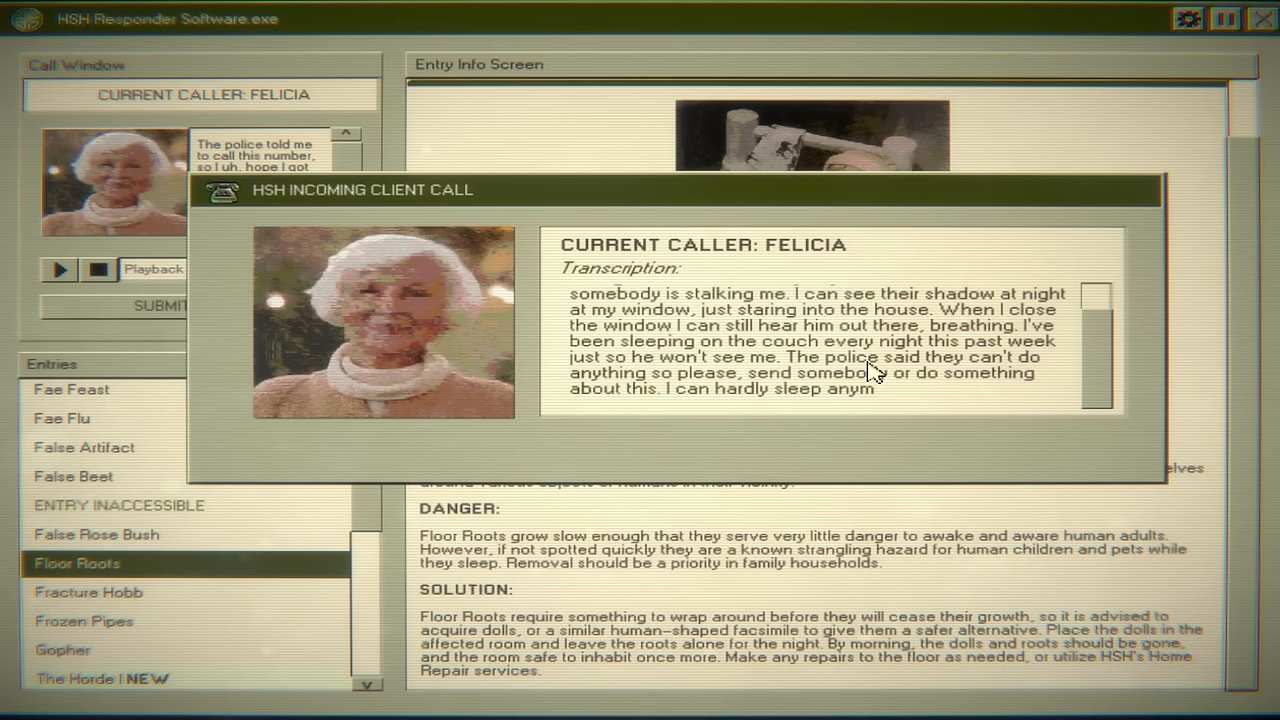 HSH Responder Software.exe
Call Window
CURRENT CALLER: FELICIA
The police told me
to call this number,
so I uh, hope I got
Playback
SUBMIT
Entries
Fae Feast
Fae Flu
False Artifact
False Beet
ENTRY INACCESSIBLE
False Rose Bush
Floor Roots
Fracture Hobb
Frozen Pipes
Gopher
The Horde | NEW
Entry Info Screen
HSH INCOMING CLIENT CALL
CURRENT CALLER: FELICIA
Transcription:
somebody is stalking me. I can see their shadow at night
at my window, just staring into the house. When I close
the window I can still hear him out there, breathing. I've
been sleeping on the couch every night this past week
just so he won't see me. The police said they can't do
anything so please, send somebody or do something
about this. I can hardly sleep anym
elves
DANGER:
Floor Roots grow slow enough that they serve very little danger to awake and aware human adults.
However, if not spotted quickly they are a known strangling hazard for human children and pets while
they sleep. Removal should be a priority in family households.
SOLUTION:
Floor Roots require something to wrap around before they will cease their growth, so it is advised to
acquire dolls, or a similar human-shaped facsimile to give them a safer alternative. Place the dolls in the
affected room and leave the roots alone for the night. By morning, the dolls and roots should be gone,
and the room safe to inhabit once more. Make any repairs to the floor as needed, or utilize HSH's Home
Repair services.